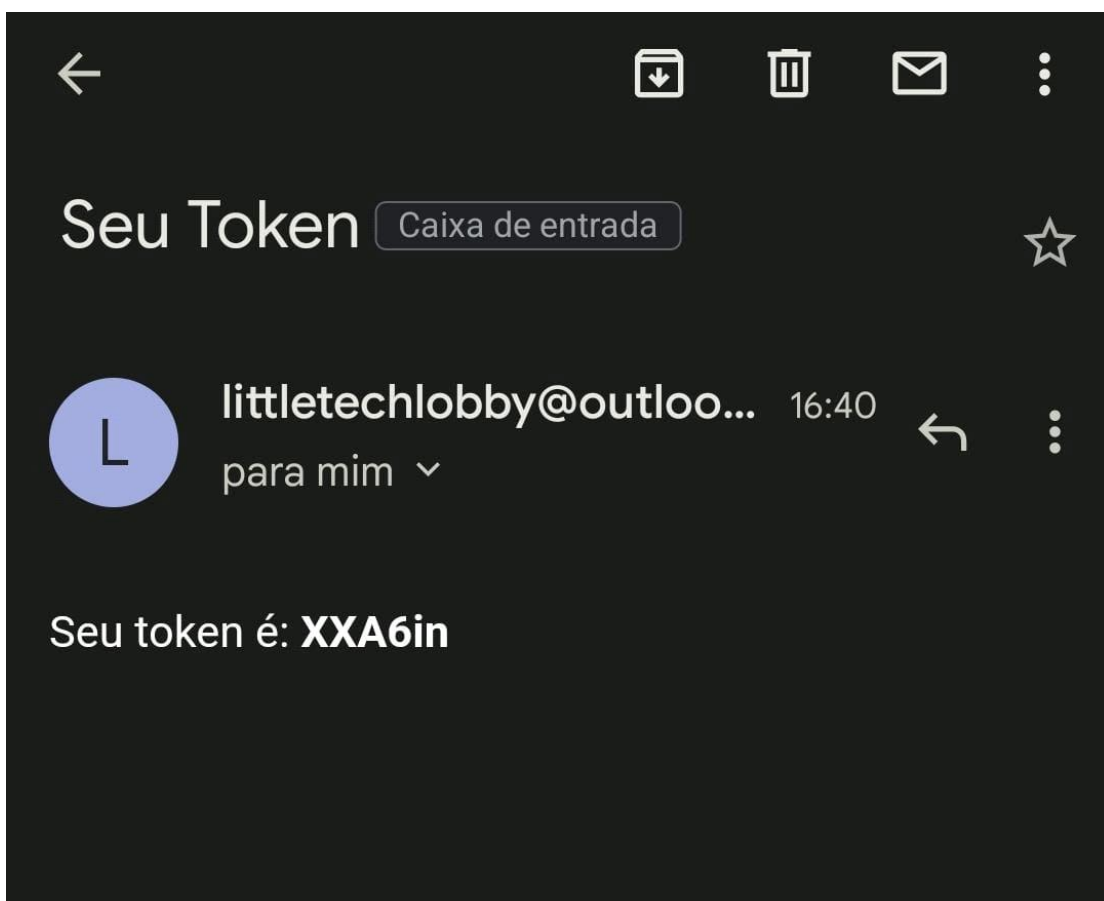 Seu Token Caixa de entrada
L
littletechlobby@outloo... 16:40
para mim
Seu token é: XXA6in